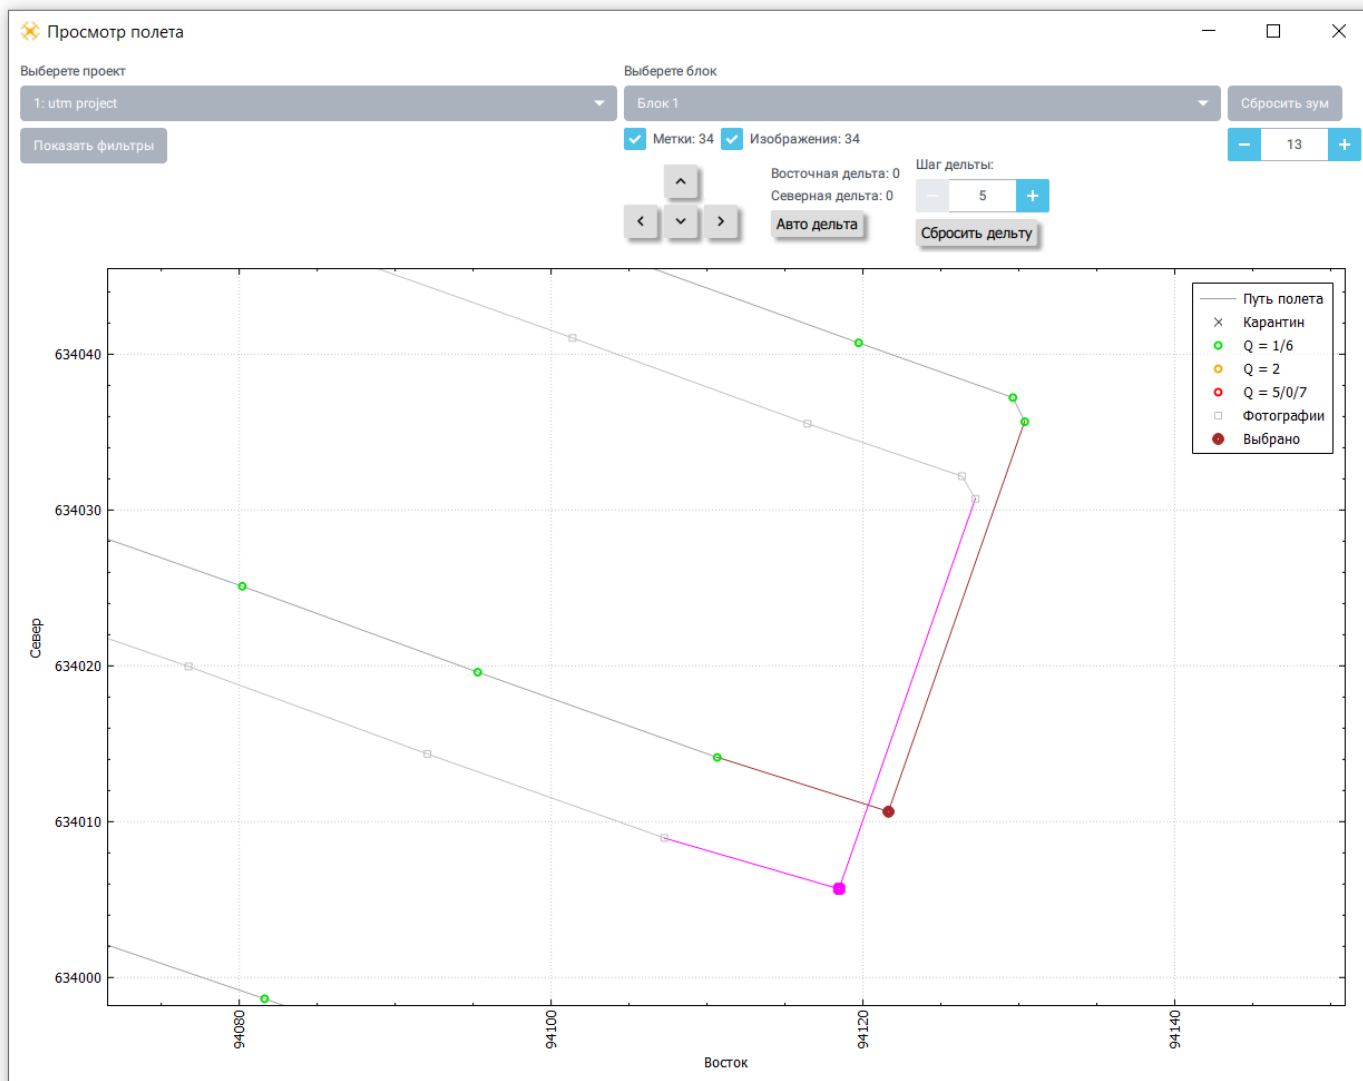 Просмотр полета
Выберете проект
Выберете блок
1: utm project
Блок 1
Сбросить зум
Показать фильтры
Метки: 34
Изображения: 34
13
Восточная дельта: 0
Северная дельта: 0
Авто дельта
Шаг дельты:
5
Сбросить дельту
Путь полета
Карантин
Q = 1/6
Q = 2
Q = 5/0/7
Фотографии
Выбрано
634040
634030
634020
634010
634000
Север
94080
94100
94120
94140
Восток